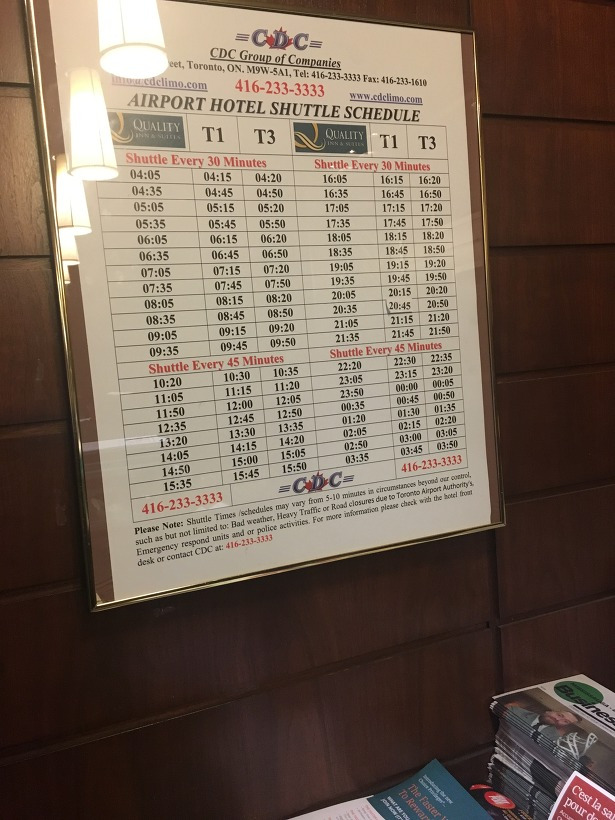 CDC
CDC Group of Companies
Toronto, ON. M9W-5A1, Tel: 416-233-3333 Fax: 416-233-1610
info@cdclimo.com 416-233-3333 www.cdclimo.com
AIRPORT HOTEL SHUTTLE SCHEDULE
QUALITY INN & SUITES T1 T3 QUALITY INN & SUITES T1 T3
Shuttle Every 30 Minutes Shettle Every 30 Minutes
04:05 04:15 04:20 16:05 16:15 16:20
04:35 04:45 04:50 16:35 16:45 16:50
05:05 05:15 05:20 17:05 17:15 17:20
05:35 05:45 05:50 17:35 17:45 17:50
06:05 06:15 06:20 18:05 18:15 18:20
06:35 06:45 06:50 18:35 18:45 18:50
07:05 07:15 07:20 19:05 19:15 19:20
07:35 07:45 07:50 19:35 19:45 19:50
08:05 08:15 08:20 20:05 20:15 20:20
08:35 08:45 08:50 20:35 20:45 20:50
09:05 09:15 09:20 21:05 21:15 21:20
09:35 09:45 09:50 21:35 21:45 21:50
Shuttle Every 45 Minutes Shuttle Every 45 Minutes
10:20 10:30 10:35 22:20 22:30 22:35
11:05 11:15 11:20 23:05 23:15 23:20
11:50 12:00 12:05 23:50 00:00 00:05
12:35 12:45 12:50 00:35 00:45 00:50
13:20 13:30 13:35 01:20 01:30 01:35
14:05 14:15 14:20 02:05 02:15 02:20
14:50 15:00 15:05 02:50 03:00 03:05
15:35 15:45 15:50 03:35 03:45 03:50
416-233-3333 CDC 416-233-3333
Please Note: Shuttle Times /schedules may vary from 5-10 minutes in circumstances beyond our control,
such as but not limited to: Bad weather, Heavy Traffic or Road closures due to Toronto Airport Authority's,
Emergency respond units and or police activities. For more information please check with the hotel front
desk or contact CDC at: 416-233-3333
Introducing the new
The Faster
To Rewa
C'est la sa
pour de